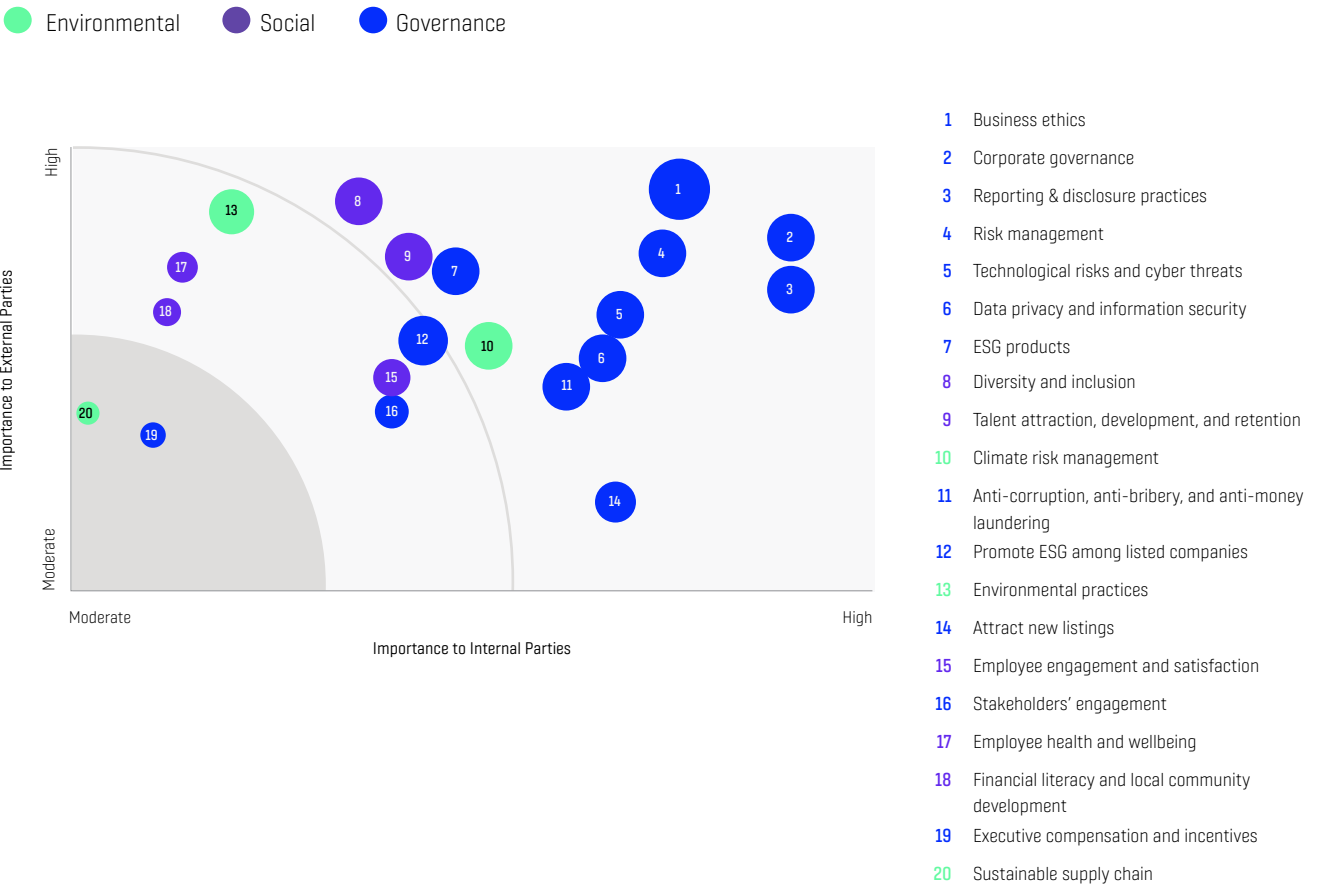 Environmental
Social
Governance
High
Importance to External Parties
Moderate
1
8
13
2
4
9
17
7
3
18
5
12
10
6
15
11
16
20
19
14
Moderate
High
Importance to Internal Parties
1 Business ethics
2 Corporate governance
3 Reporting & disclosure practices
4 Risk management
5 Technological risks and cyber threats
6 Data privacy and information security
7 ESG products
8 Diversity and inclusion
9 Talent attraction, development, and retention
10 Climate risk management
11 Anti-corruption, anti-bribery, and anti-money
laundering
12 Promote ESG among listed companies
13 Environmental practices
14 Attract new listings
15 Employee engagement and satisfaction
16 Stakeholders’ engagement
17 Employee health and wellbeing
18 Financial literacy and local community
development
19 Executive compensation and incentives
20 Sustainable supply chain